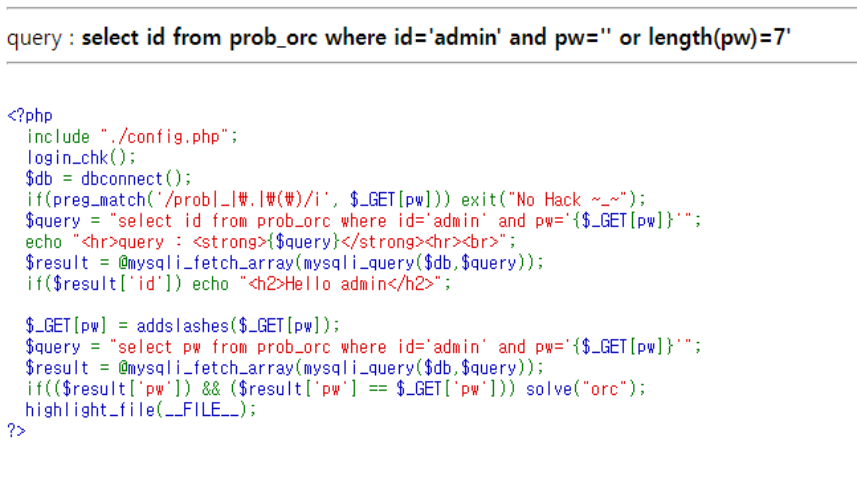 query : select id from prob_orc where id='admin' and pw='' or length(pw)=7'
<?php
include "./config.php";
login_chk();
$db = dbconnect();
if(preg_match('/prob|_|₩.|₩(₩)/i', $_GET[pw])) exit("No Hack ~_~");
$query = "select id from prob_orc where id='admin' and pw='{$_GET[pw]}'";
echo "<hr>query : <strong>{$query}</strong><hr><br>";
$result = @mysqli_fetch_array(mysqli_query($db,$query));
if($result['id']) echo "<h2>Hello admin</h2>";
$_GET[pw] = addslashes($_GET[pw]);
$query = "select pw from prob_orc where id='admin' and pw='{$_GET[pw]}'";
$result = @mysqli_fetch_array(mysqli_query($db,$query));
if(($result['pw']) && ($result['pw'] == $_GET['pw'])) solve("orc");
highlight_file(__FILE__);
?>